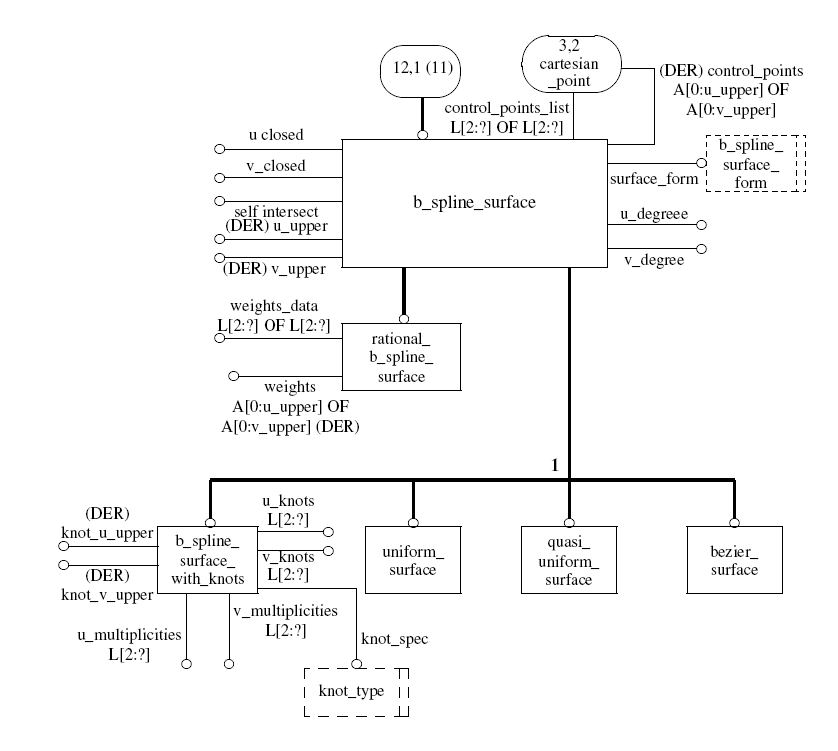 12,1 (11)
3,2
cartesian
_point
(DER) control_points
A[0:u_upper] OF
A[0:v_upper]
control_points_list
L[2:?] OF L[2:?]
u closed
v_closed
self intersect
(DER) u_upper
(DER) v_upper
b_spline_surface
surface_form
b_spline_
surface_
form
u_degreee
v_degree
weights_data
L[2:?] OF L[2:?]
rational_
b_spline_
surface
weights
A[0:u_upper] OF
A[0:v_upper] (DER)
1
(DER)
knot_u_upper
(DER)
knot_v_upper
b_spline_
surface_
with_knots
u_knots
L[2:?]
v_knots
L[2:?]
uniform_
surface
quasi_
uniform_
surface
bezier_
surface
u_multiplicities
L[2:?]
v_multiplicities
L[2:?]
knot_spec
knot_type